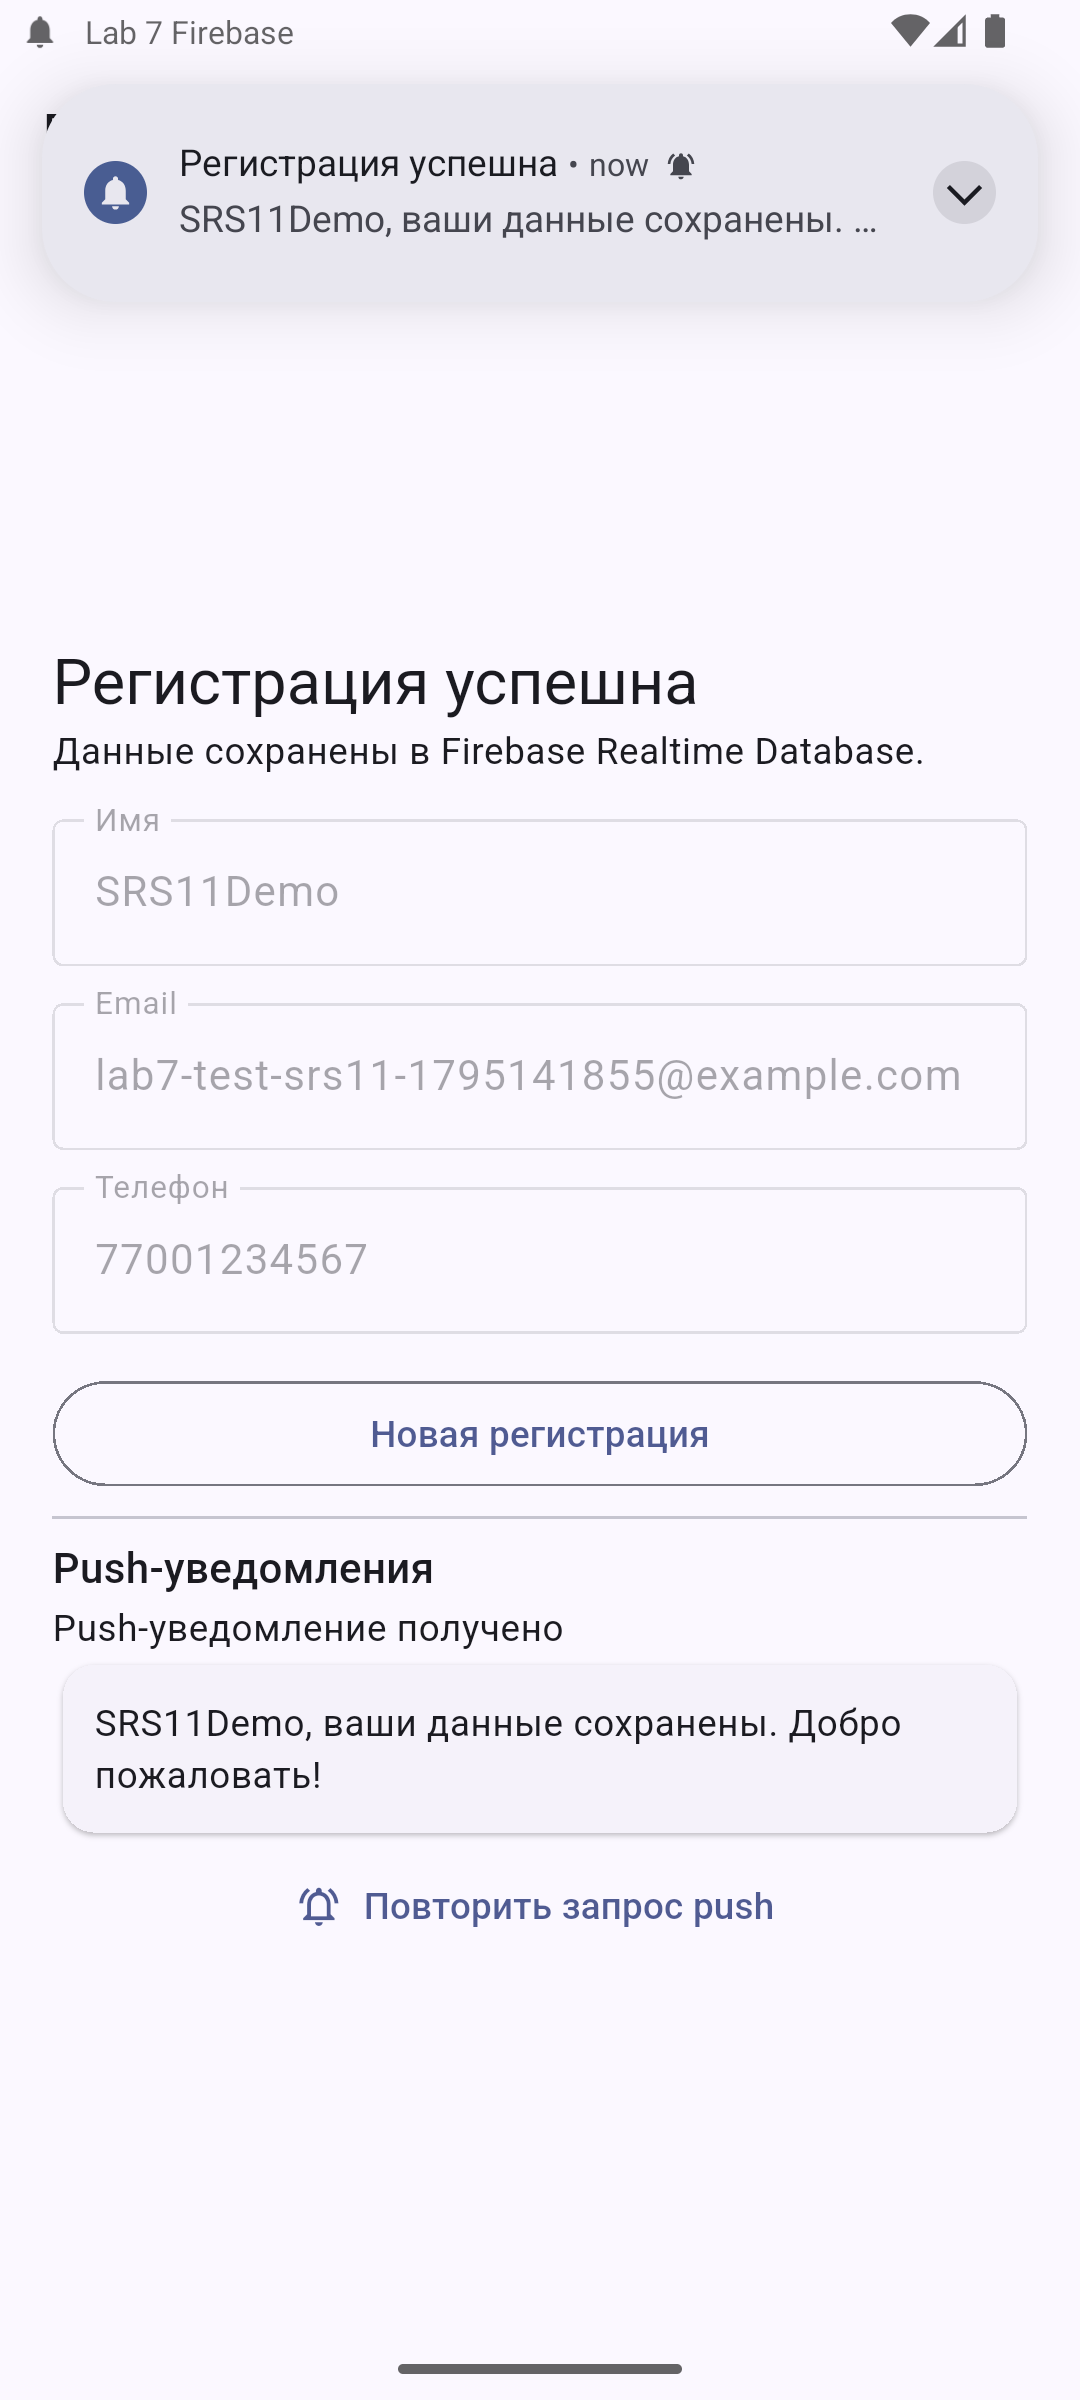 Lab 7 Firebase
Регистрация успешна • now
SRS11Demo, ваши данные сохранены. ...
Регистрация успешна
Данные сохранены в Firebase Realtime Database.
Имя
SRS11Demo
Email
lab7-test-srs11-1795141855@example.com
Телефон
77001234567
Новая регистрация
Push-уведомления
Push-уведомление получено
SRS11Demo, ваши данные сохранены. Добро
пожаловать!
Повторить запрос push